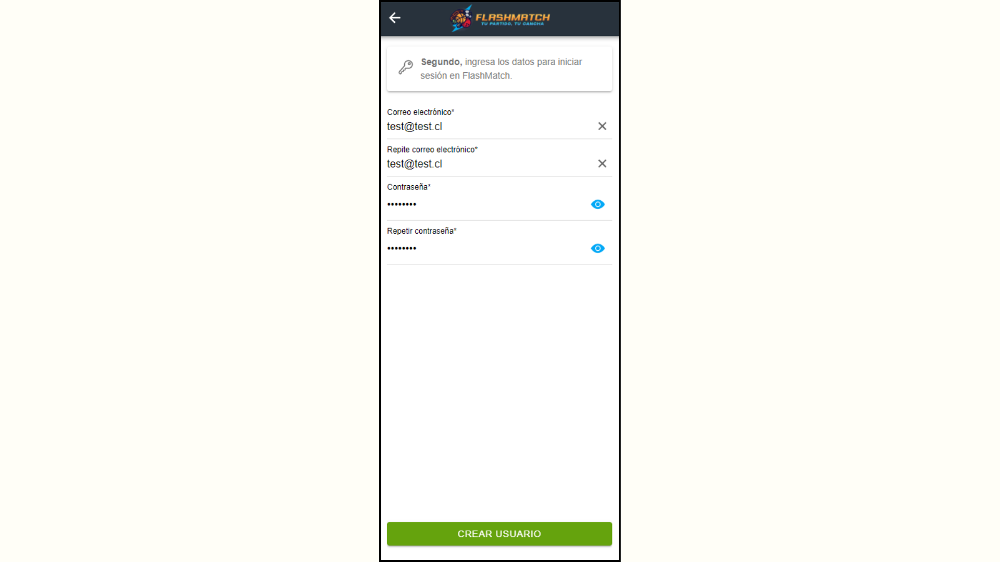 FLASHMATCH
TU PARTIDO, TU CANCHA
Segundo, ingresa los datos para iniciar
sesión en FlashMatch.
Correo electrónico*
test@test.cl
Repite correo electrónico*
test@test.cl
Contraseña*
••••••••
Repetir contraseña*
••••••••
CREAR USUARIO